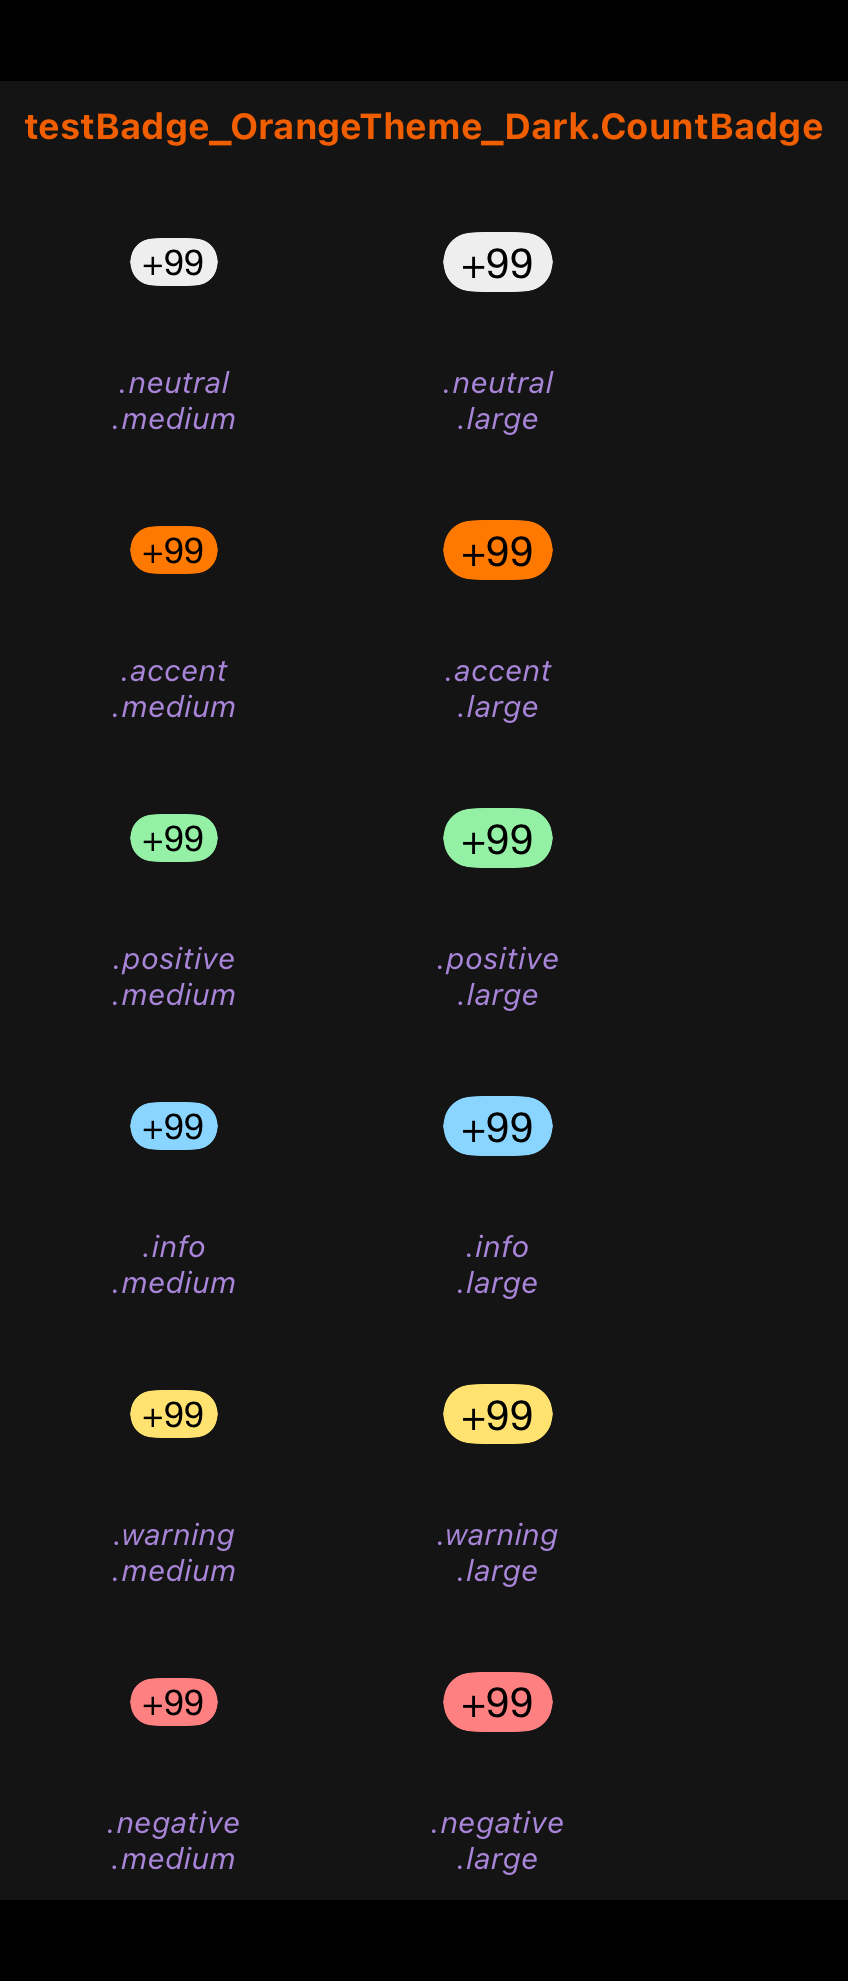 testBadge_OrangeTheme_Dark.CountBadge
+99 +99
.neutral .neutral
.medium .large
+99 +99
.accent .accent
.medium .large
+99 +99
.positive .positive
.medium .large
+99 +99
.info .info
.medium .large
+99 +99
.warning .warning
.medium .large
+99 +99
.negative .negative
.medium .large